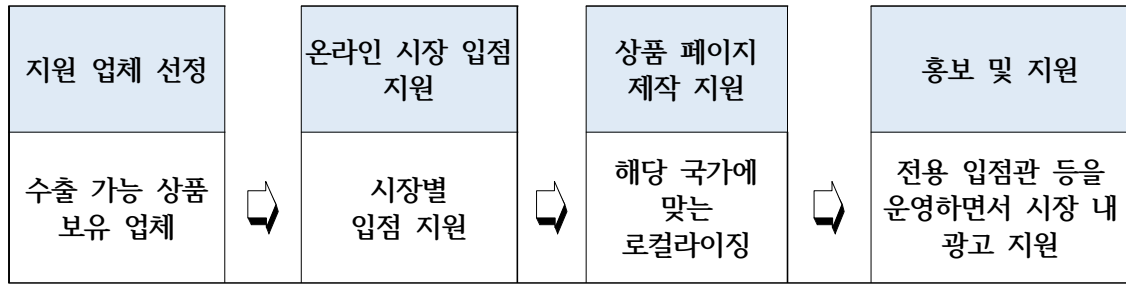 지원 업체 선정
온라인 시장 입점
지원
상품 페이지
제작 지원
홍보 및 지원
수출 가능 상품
보유 업체
시장별
입점 지원
해당 국가에
맞는
로컬라이징
전용 입점관 등을
운영하면서 시장 내
광고 지원